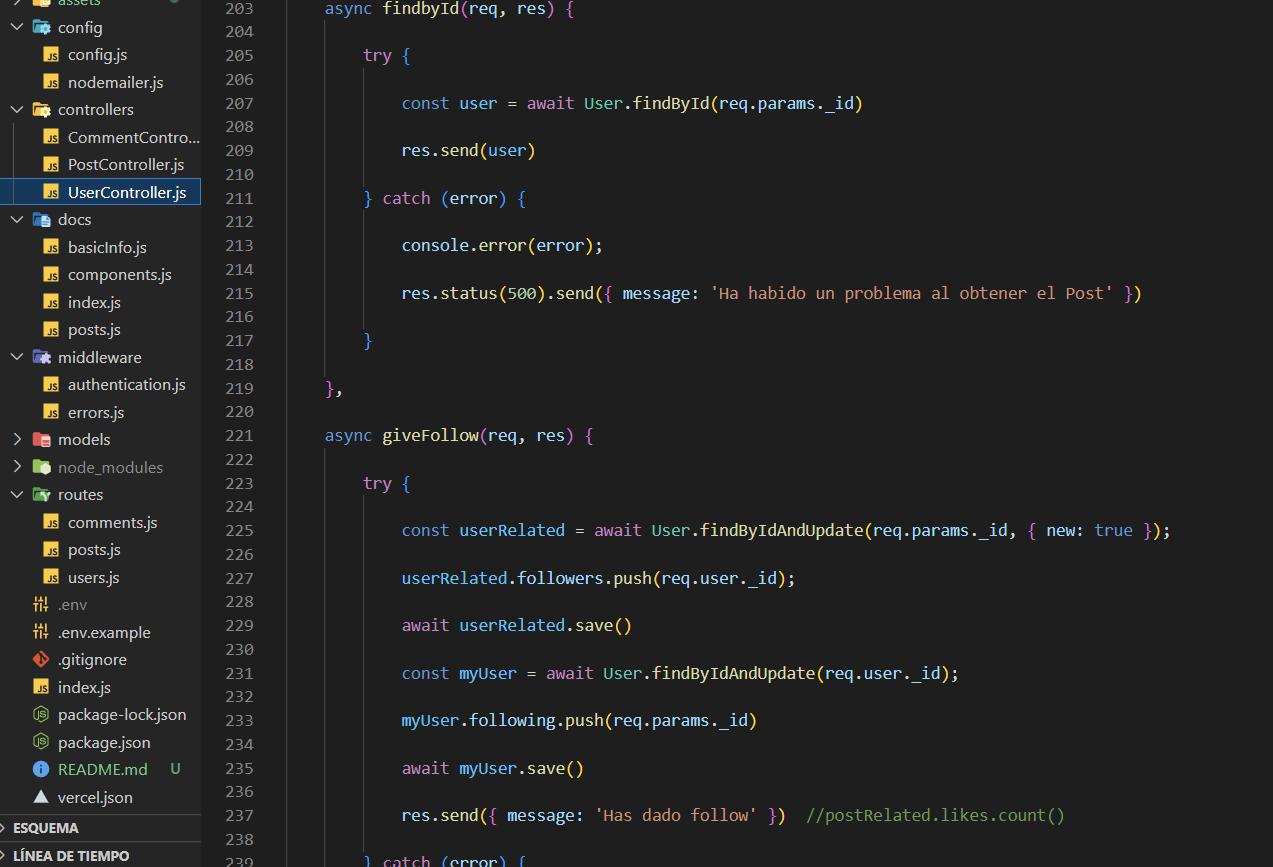 assets
config
config.js
nodemailer.js
controllers
CommentContro...
PostController.js
UserController.js
docs
basicInfo.js
components.js
index.js
posts.js
middleware
authentication.js
errors.js
models
node_modules
routes
comments.js
posts.js
users.js
.env
.env.example
.gitignore
index.js
package-lock.json
package.json
README.md U
vercel.json
ESQUEMA
LÍNEA DE TIEMPO
203 async findbyId(req, res) {
204
205 try {
206
207 const user = await User.findById(req.params._id)
208
209 res.send(user)
210
211 } catch (error) {
212
213 console.error(error);
214
215 res.status(500).send({ message: 'Ha habido un problema al obtener el Post' })
216
217 }
218
219 },
220
221 async giveFollow(req, res) {
222
223 try {
224
225 const userRelated = await User.findByIdAndUpdate(req.params._id, { new: true });
226
227 userRelated.followers.push(req.user._id);
228
229 await userRelated.save()
230
231 const myUser = await User.findByIdAndUpdate(req.user._id);
232
233 myUser.following.push(req.params._id)
234
235 await myUser.save()
236
237 res.send({ message: 'Has dado follow' }) //postRelated.likes.count()
238
239 } catch (error) {